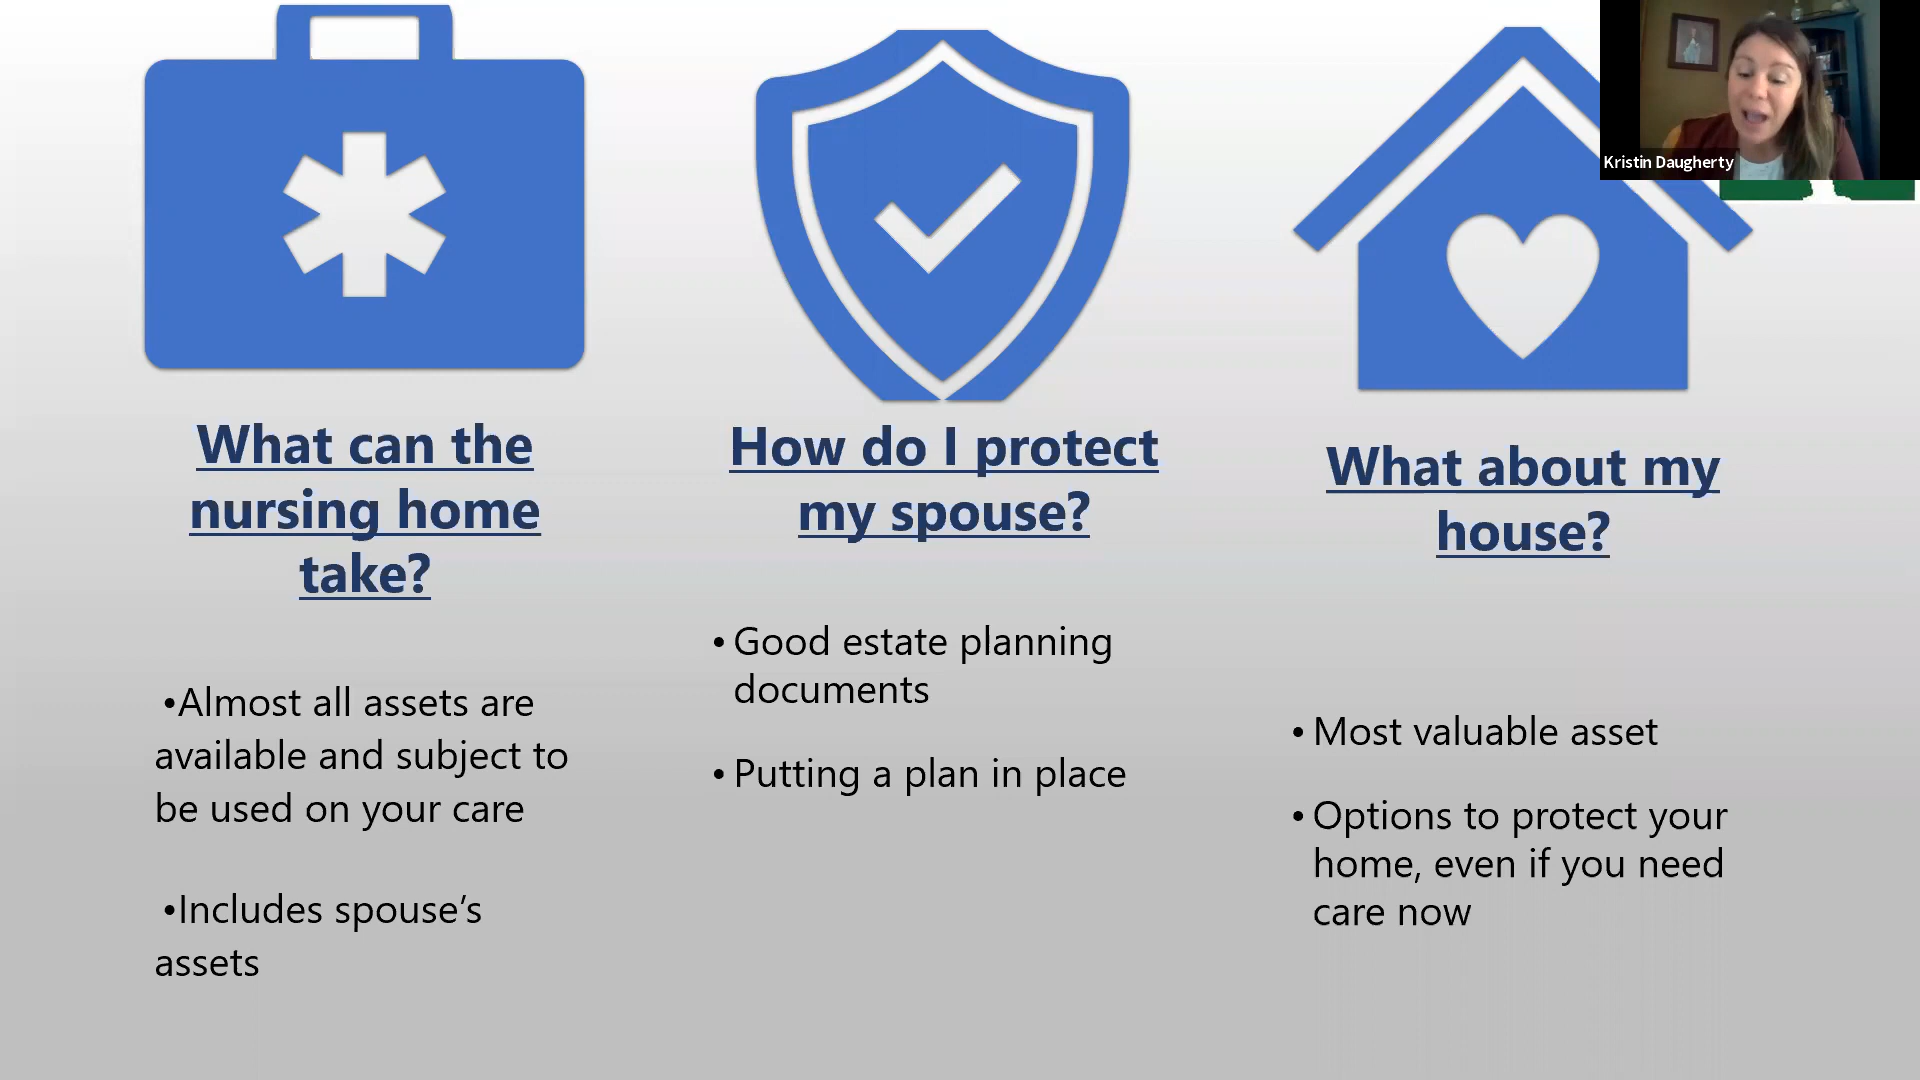 Kristin Daugherty
What can the
nursing home
take?
•Almost all assets are
available and subject to
be used on your care
•Includes spouse’s
assets
How do I protect
my spouse?
• Good estate planning
documents
• Putting a plan in place
What about my
house?
• Most valuable asset
• Options to protect your
home, even if you need
care now